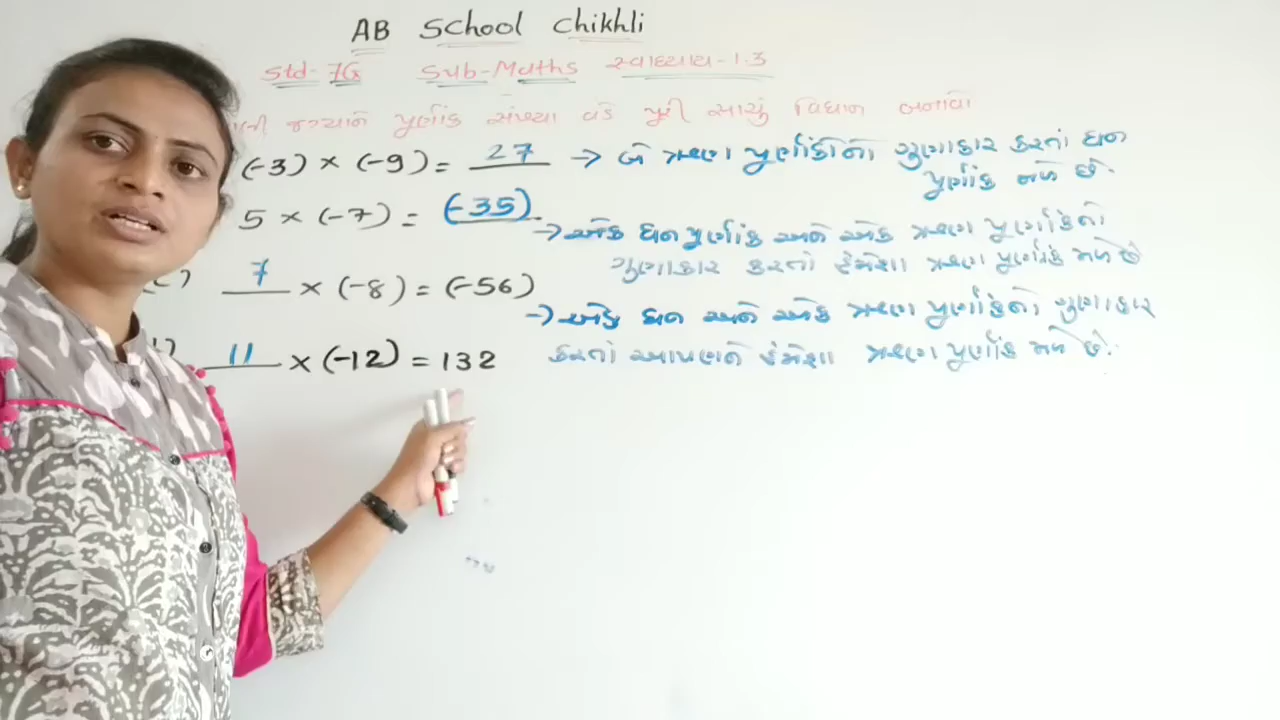 AB School Chikhli
Std-7G Sub-Maths સ્વાધ્યાય-1.3
જગ્યાને પૂર્ણાંક સંખ્યા વડે પૂરી સાચું વિધાન બનાવો
(-3) × (-9) = 27 → બે ઋણ પૂર્ણાંકોનો ગુણાકાર કરતાં ધન
પૂર્ણાંક મળે છે.
5 × (-7) = (-35)
→ એક ધન પૂર્ણાંક અને એક ઋણ પૂર્ણાંકનો
ગુણાકાર કરતાં હંમેશા ઋણ પૂર્ણાંક મળે છે
7 × (-8) = (-56)
→ એક ધન અને એક ઋણ પૂર્ણાંકનો ગુણાકાર
કરતાં આપણને હંમેશા ઋણ પૂર્ણાંક મળે છે.
11 × (-12) = 132